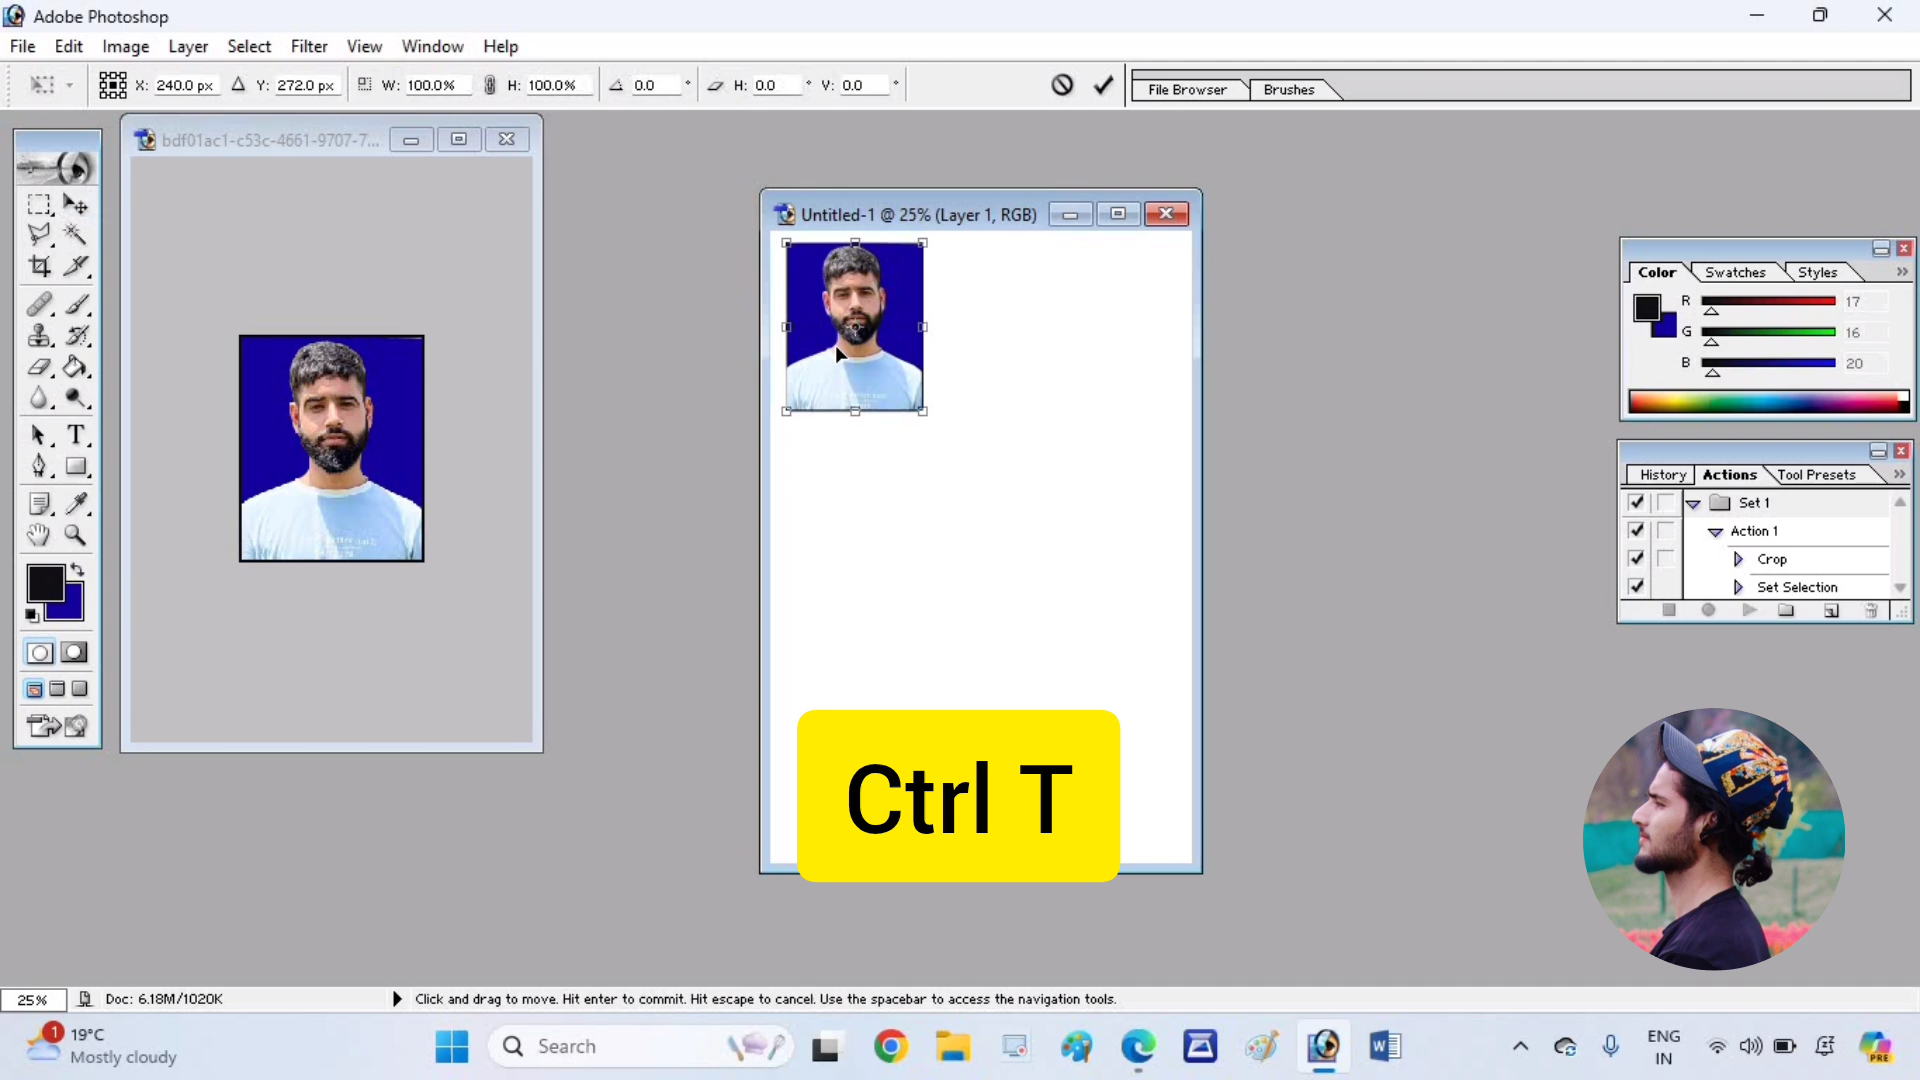 Adobe Photoshop
File Edit Image Layer Select Filter View Window Help
X: 240.0 px Y: 272.0 px W: 100.0% H: 100.0% 0.0 ° H: 0.0 ° V: 0.0 °
File Browser Brushes
bdf01ac1-c53c-4661-9707-7...
Untitled-1 @ 25% (Layer 1, RGB)
Color Swatches Styles
R 17
G 16
B 20
History Actions Tool Presets
Set 1
Action 1
Crop
Set Selection
Ctrl T
25% Doc: 6.18M/1020K Click and drag to move. Hit enter to commit. Hit escape to cancel. Use the spacebar to access the navigation tools.
1
19°C
Mostly cloudy
Search
ENG
IN
PRE